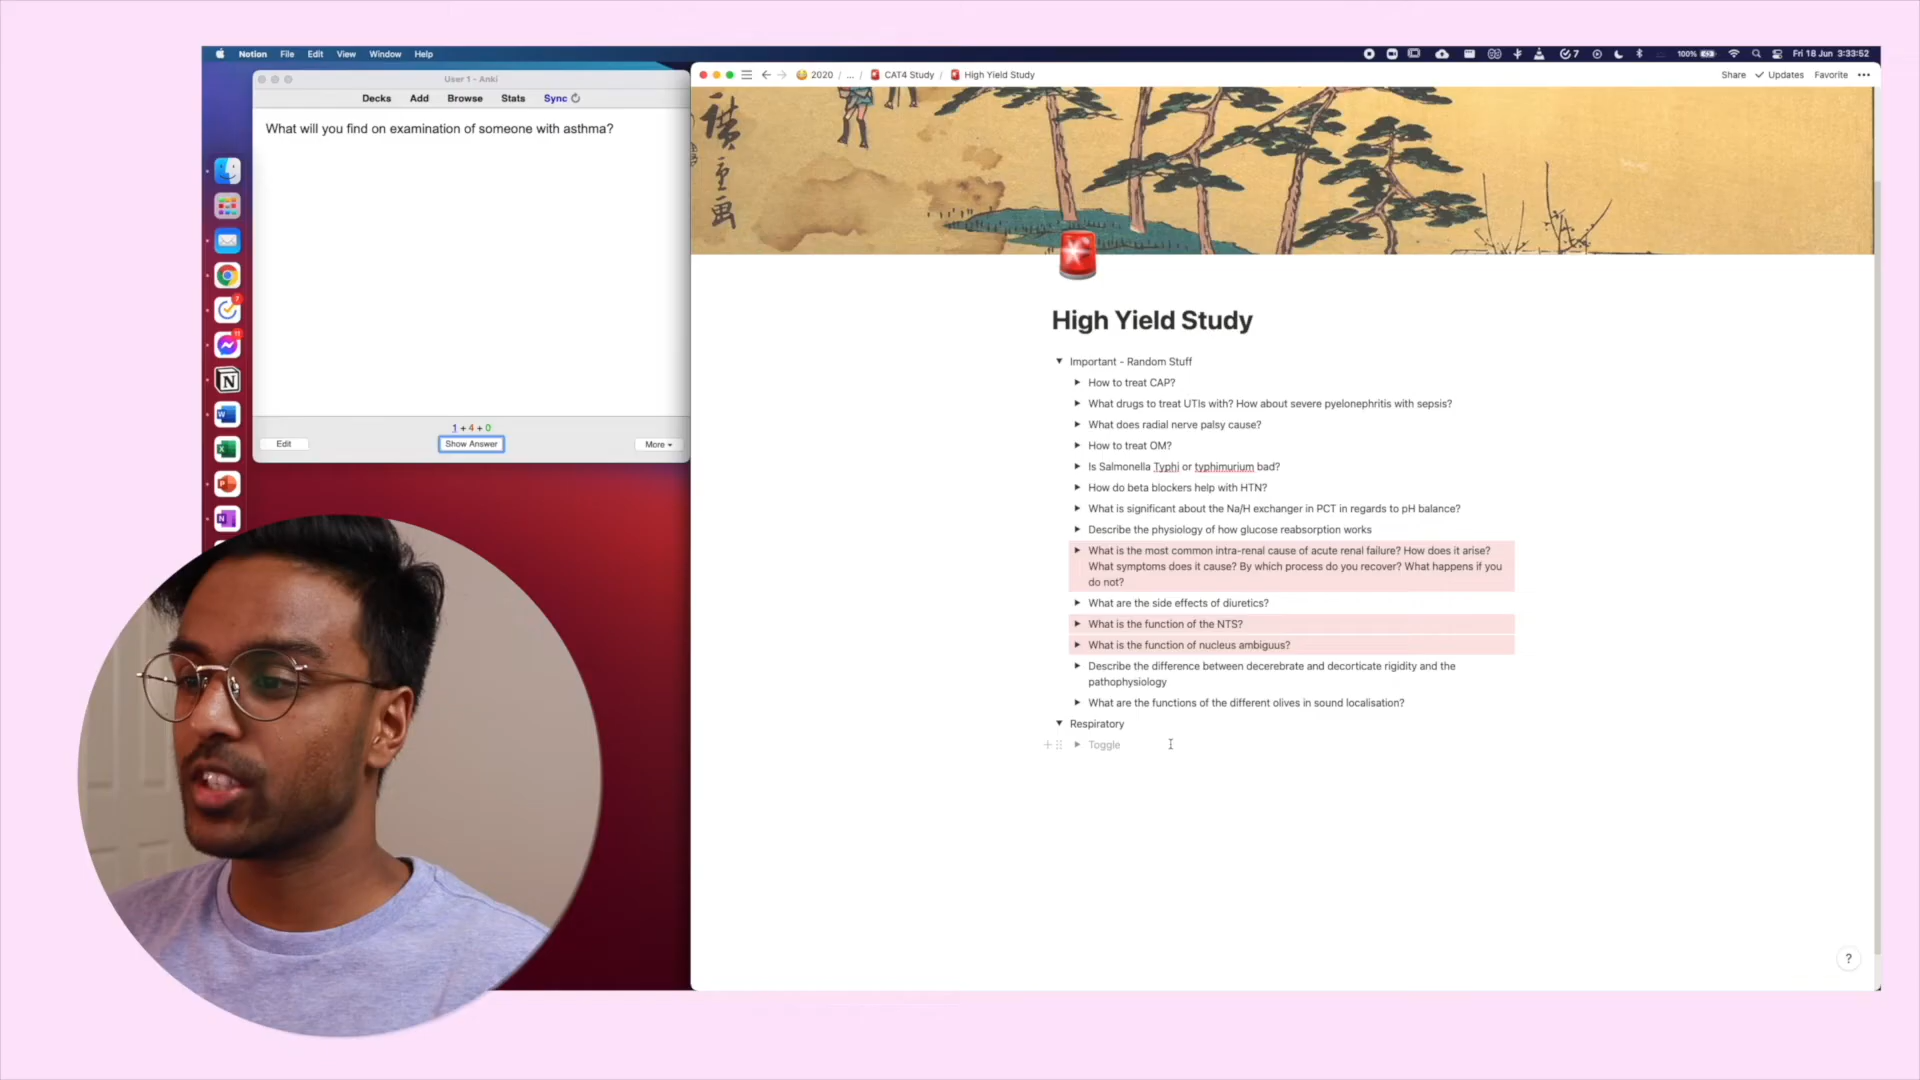 Notion File Edit View Window Help
7 100% Fri 18 Jun 3:33:52
User 1 - Anki
Decks Add Browse Stats Sync
What will you find on examination of someone with asthma?
1 + 4 + 0
Edit Show Answer More
2020 / ... / CAT4 Study / High Yield Study
Share Updates Favorite
7
11
N
W
High Yield Study
Important - Random Stuff
How to treat CAP?
What drugs to treat UTIs with? How about severe pyelonephritis with sepsis?
What does radial nerve palsy cause?
How to treat OM?
Is Salmonella Typhi or typhimurium bad?
How do beta blockers help with HTN?
What is significant about the Na/H exchanger in PCT in regards to pH balance?
Describe the physiology of how glucose reabsorption works
What is the most common intra-renal cause of acute renal failure? How does it arise?
What symptoms does it cause? By which process do you recover? What happens if you
do not?
What are the side effects of diuretics?
What is the function of the NTS?
What is the function of nucleus ambiguus?
Describe the difference between decerebrate and decorticate rigidity and the
pathophysiology
What are the functions of the different olives in sound localisation?
Respiratory
Toggle
?